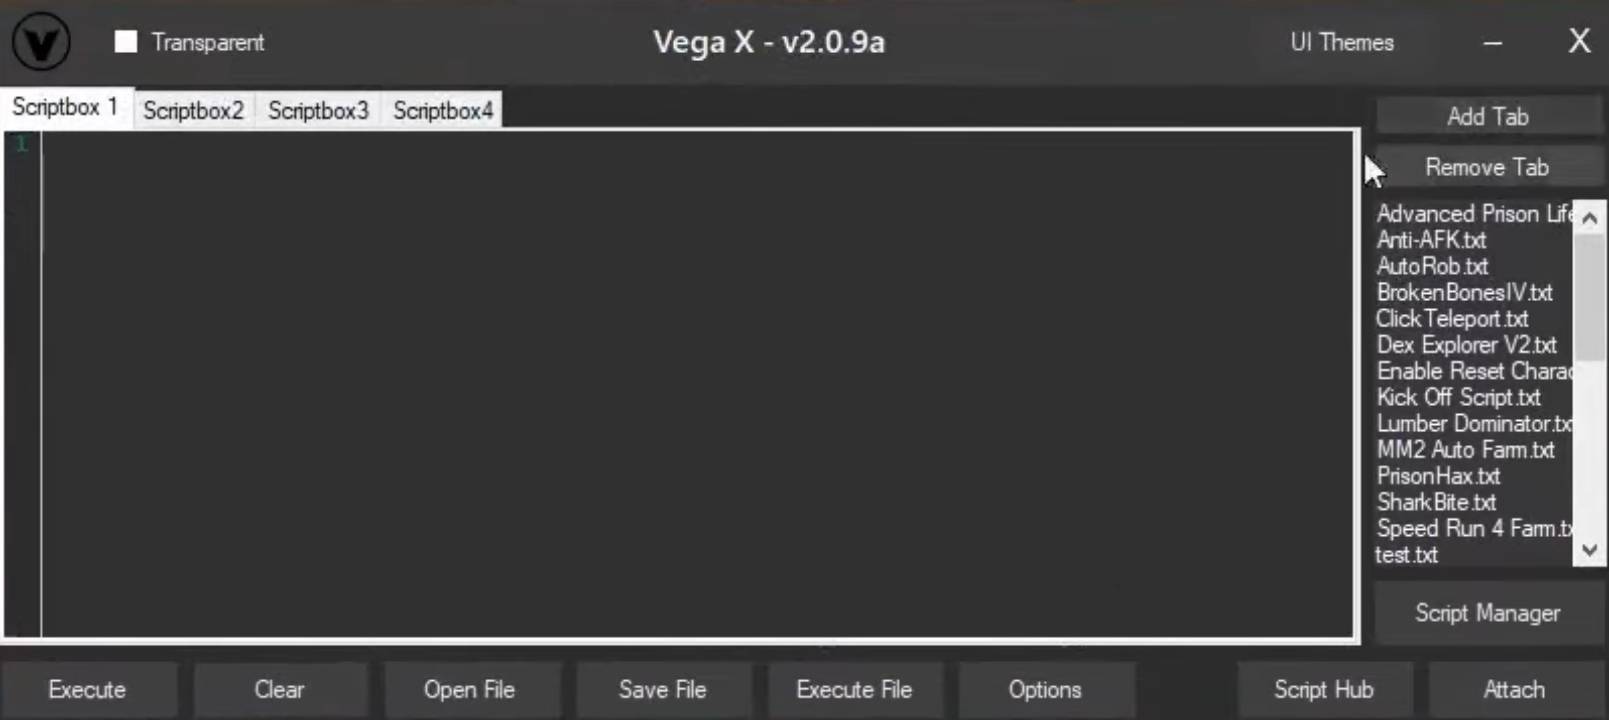 Transparent
Vega X - v2.0.9a
UI Themes
X
Scriptbox 1
Scriptbox2
Scriptbox3
Scriptbox4
Add Tab
Remove Tab
1
Advanced Prison Life
Anti-AFK.txt
AutoRob.txt
BrokenBonesIV.txt
ClickTeleport.txt
Dex Explorer V2.txt
Enable Reset Charac
Kick Off Script.txt
Lumber Dominator.tx
MM2 Auto Farm.txt
PrisonHax.txt
SharkBite.txt
Speed Run 4 Farm.tx
test.txt
Script Manager
Execute
Clear
Open File
Save File
Execute File
Options
Script Hub
Attach